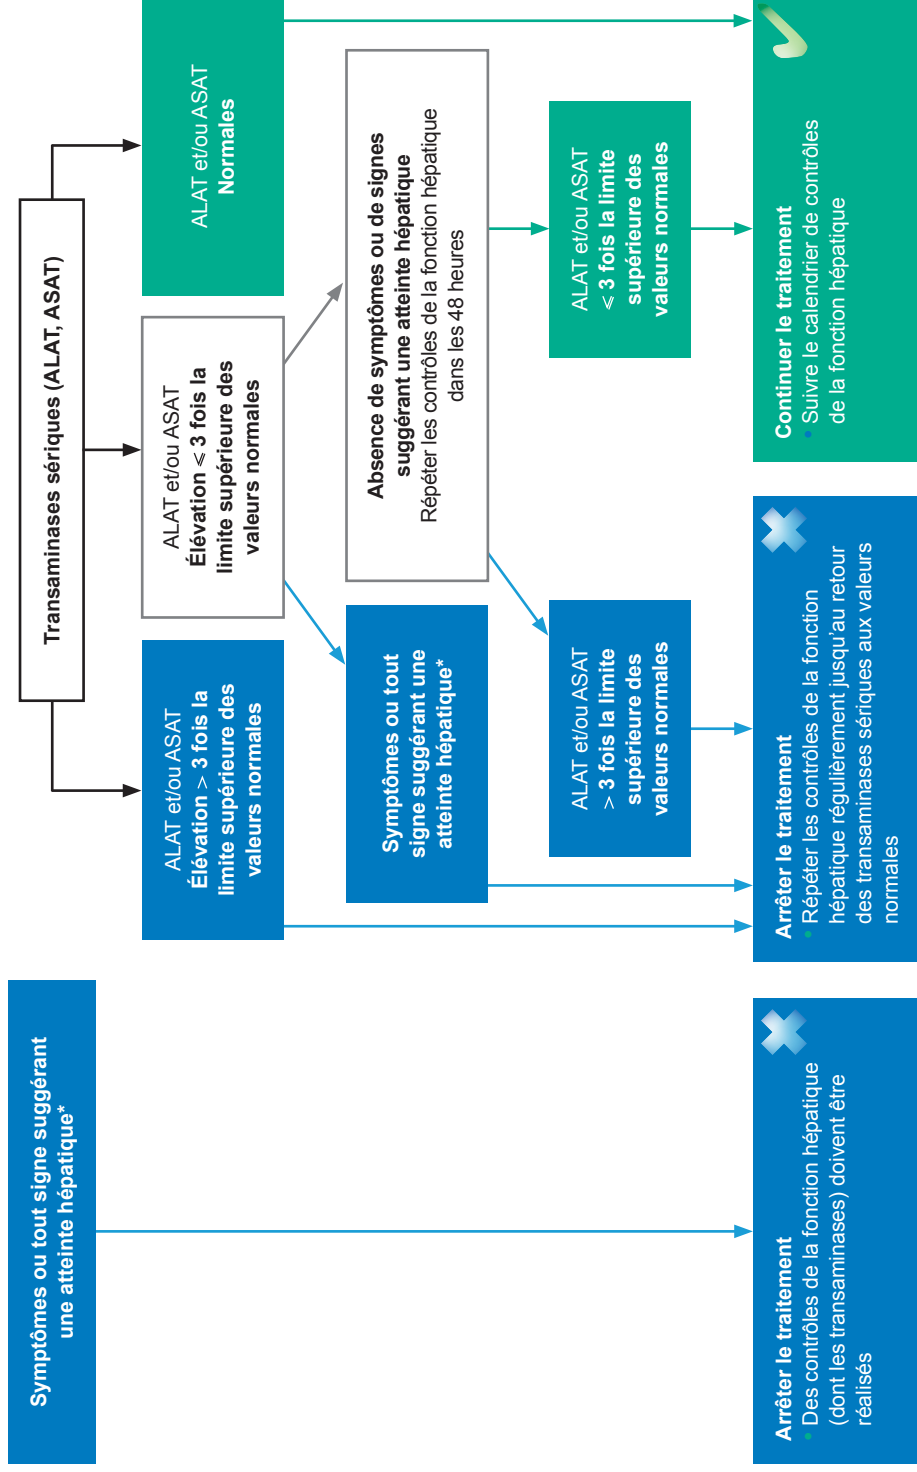 Symptômes ou tout signe suggérant
une atteinte hépatique*
Transaminases sériques (ALAT, ASAT)
ALAT et/ou ASAT
Élévation > 3 fois la
limite supérieure des
valeurs normales
ALAT et/ou ASAT
Élévation ⩽ 3 fois la
limite supérieure des
valeurs normales
ALAT et/ou ASAT
Normales
Symptômes ou tout
signe suggérant une
atteinte hépatique*
Absence de symptômes ou de signes
suggérant une atteinte hépatique
Répéter les contrôles de la fonction hépatique
dans les 48 heures
ALAT et/ou ASAT
> 3 fois la limite
supérieure des
valeurs normales
ALAT et/ou ASAT
⩽ 3 fois la limite
supérieure des
valeurs normales
Arrêter le traitement
• Des contrôles de la fonction hépatique
(dont les transaminases) doivent être
réalisés
Arrêter le traitement
• Répéter les contrôles de la fonction
hépatique régulièrement jusqu'au retour
des transaminases sériques aux valeurs
normales
Continuer le traitement
• Suivre le calendrier de contrôles
de la fonction hépatique